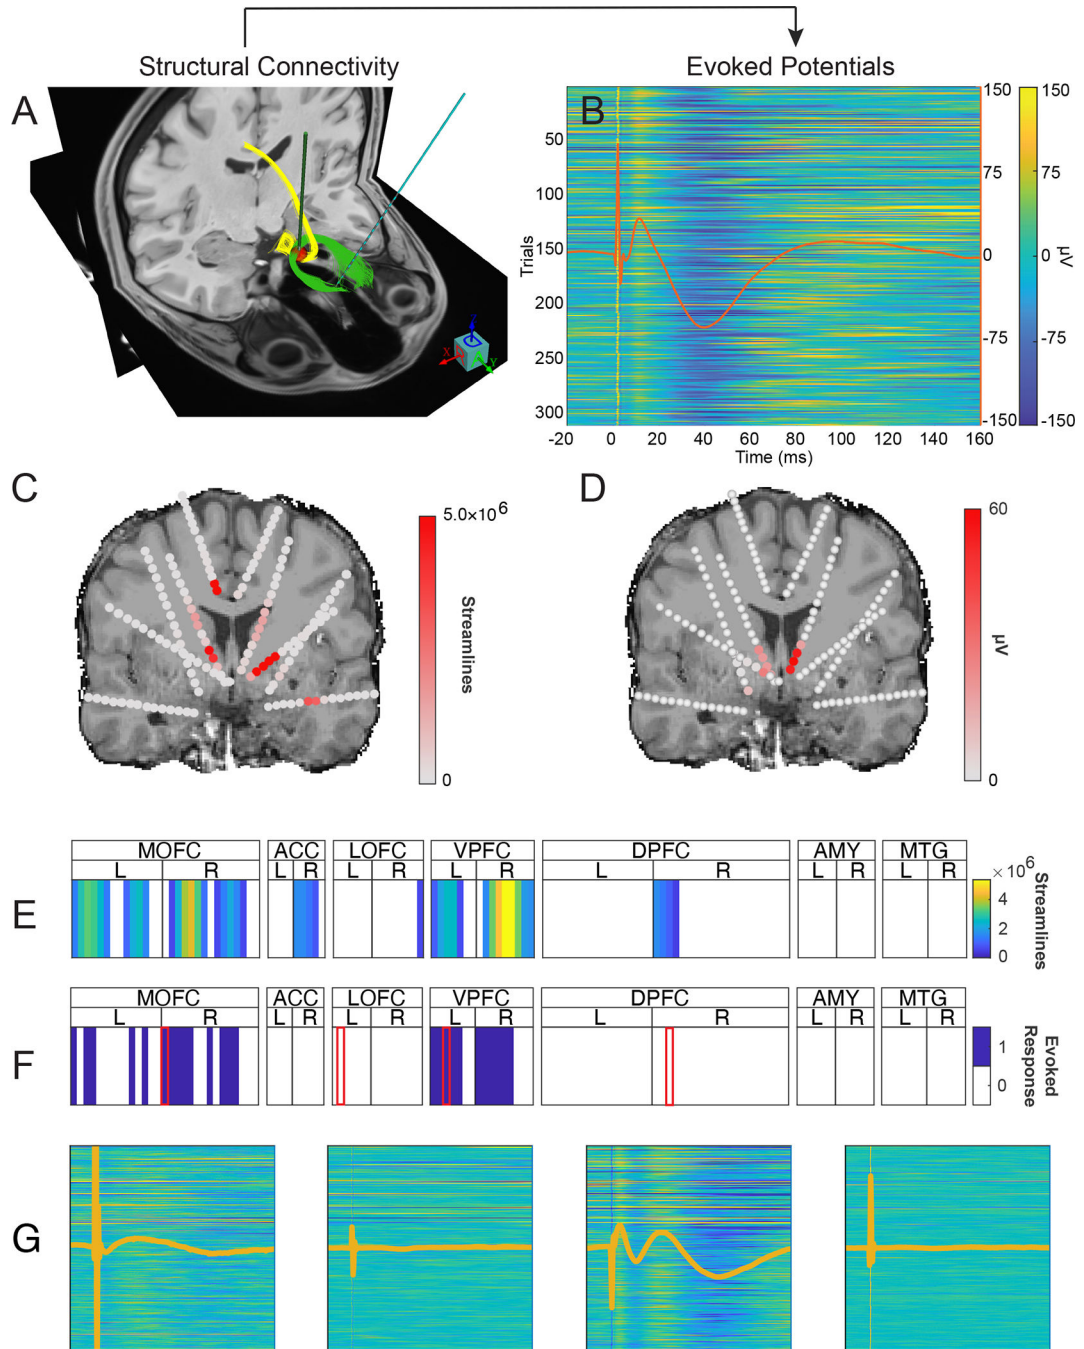 Structural Connectivity
Evoked Potentials
A
X
Y
Z
B
Trials
50
100
150
200
250
300
-20
0
20
40
60
80
100
120
140
160
Time (ms)
150
75
0
-75
-150
150
75
0
-75
-150
µV
C
5.0×10⁶
0
Streamlines
D
60
0
µV
E
MOFC
ACC
LOFC
VPFC
DPFC
AMY
MTG
L R
L R
L R
L R
L R
L R
L R
× 10⁶
4
2
0
Streamlines
F
MOFC
ACC
LOFC
VPFC
DPFC
AMY
MTG
L R
L R
L R
L R
L R
L R
L R
1
0
Evoked
Response
G